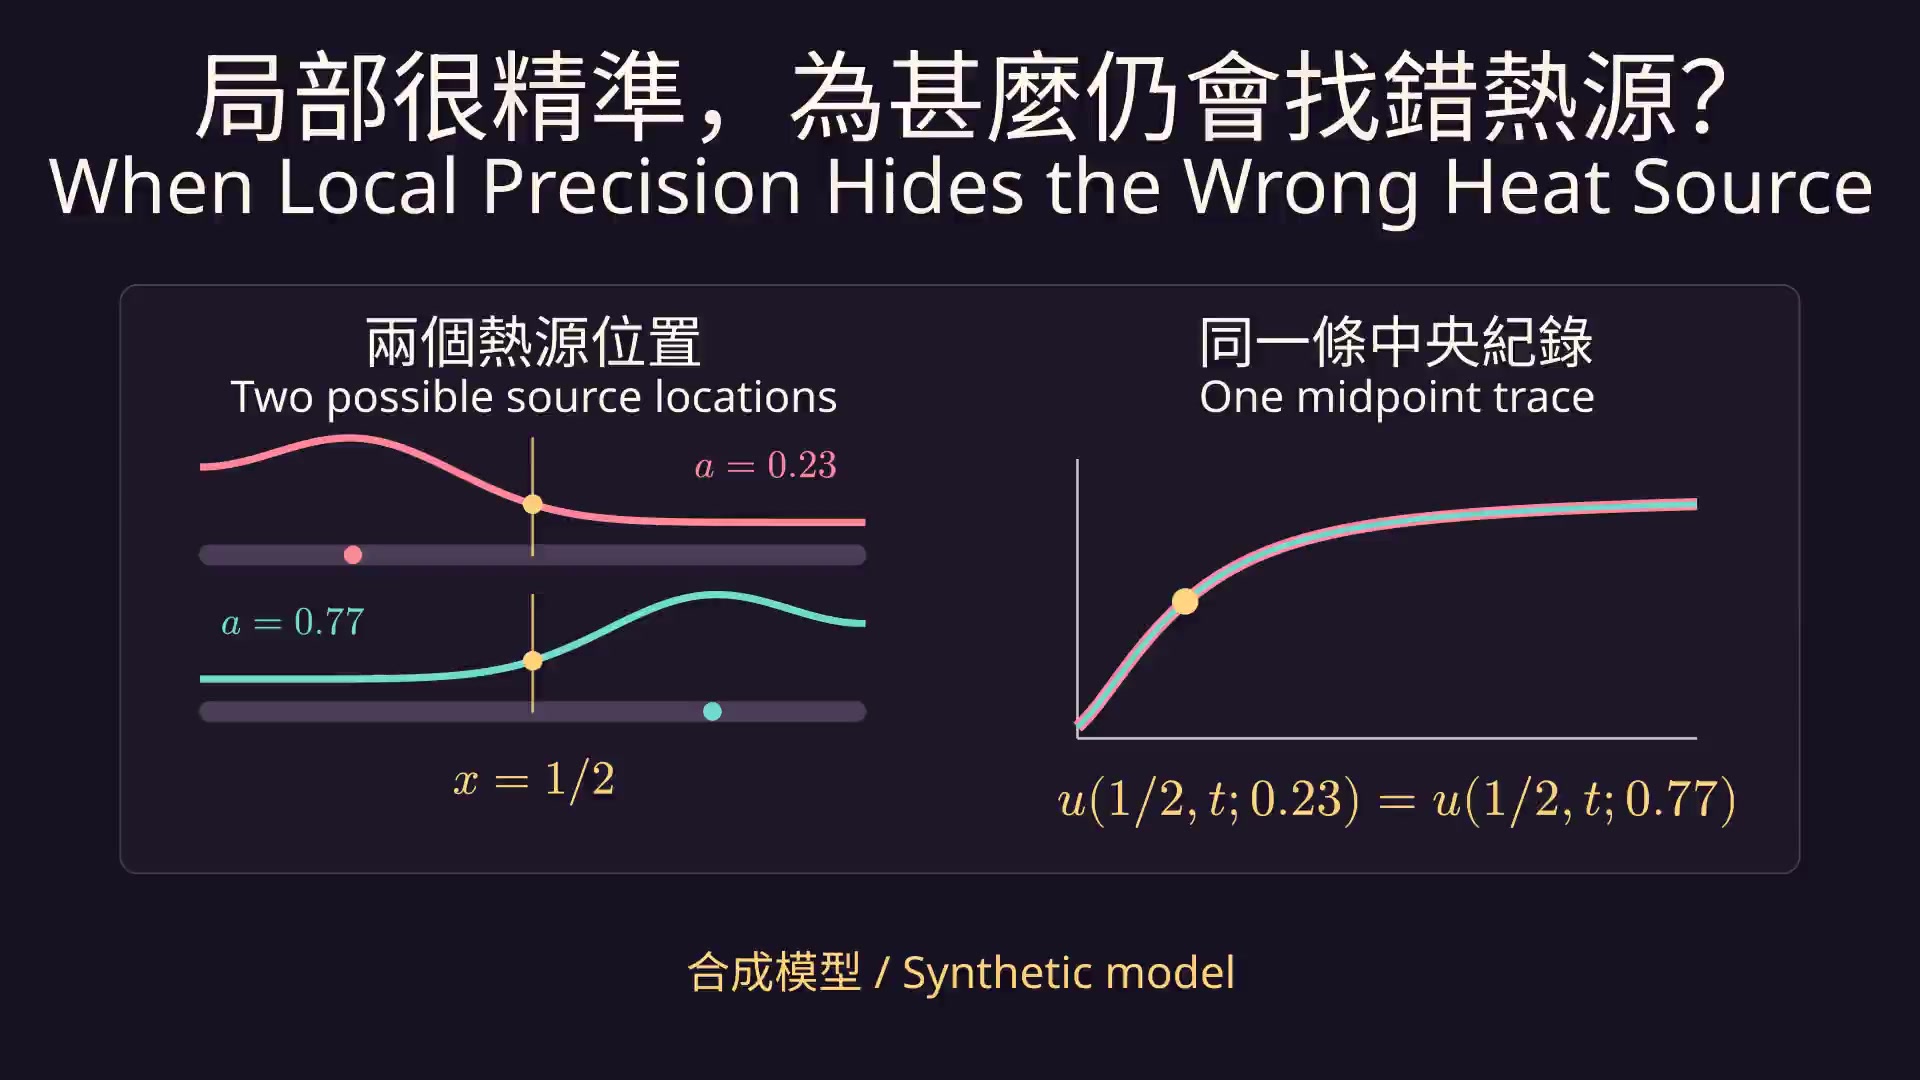 局部很精準，為甚麼仍會找錯熱源？
When Local Precision Hides the Wrong Heat Source
兩個熱源位置
Two possible source locations
a = 0.23
a = 0.77
x = 1/2
同一條中央紀錄
One midpoint trace
u(1/2, t; 0.23) = u(1/2, t; 0.77)
合成模型 / Synthetic model